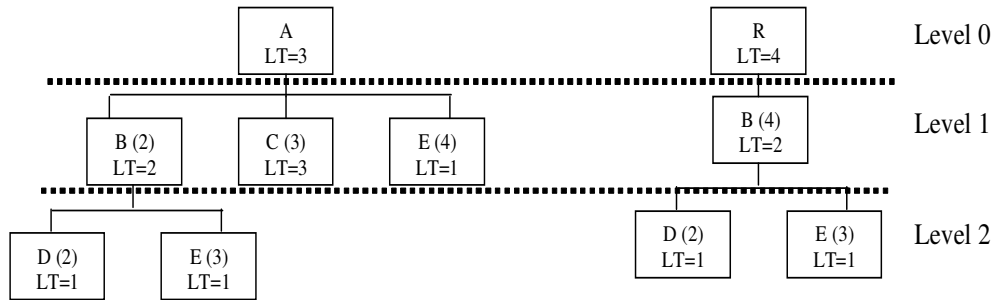 A
LT=3
R
LT=4
Level 0
B (2)
LT=2
C (3)
LT=3
E (4)
LT=1
B (4)
LT=2
Level 1
D (2)
LT=1
E (3)
LT=1
D (2)
LT=1
E (3)
LT=1
Level 2